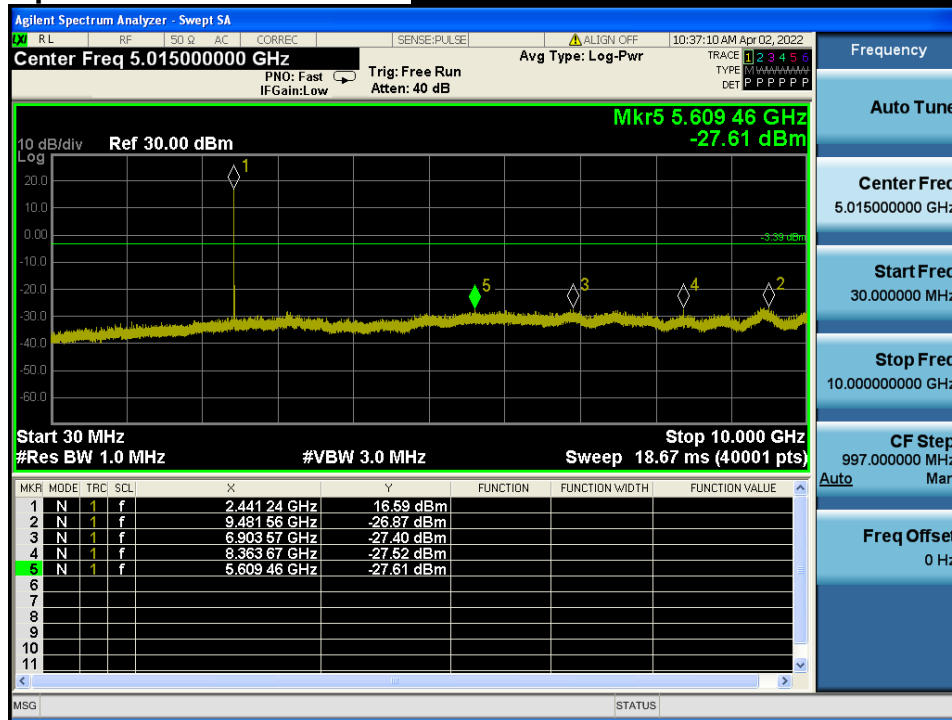 Agilent Spectrum Analyzer - Swept SA
LXI RL RF 50 Ω AC CORREC SENSE:PULSE ALIGN OFF 10:37:10 AM Apr 02, 2022
Center Freq 5.015000000 GHz
PNO: Fast
IFGain:Low
Trig: Free Run
Atten: 40 dB
Avg Type: Log-Pwr
TRACE 1 2 3 4 5 6
TYPE M WWWWW
DET P P P P P P
Mkr5 5.609 46 GHz
-27.61 dBm
10 dB/div Ref 30.00 dBm
Log
20.0
10.0
0.00
-10.0
-20.0
-30.0
-40.0
-50.0
-60.0
1
-3.39 dBm
5 3 4 2
Start 30 MHz Stop 10.000 GHz
#Res BW 1.0 MHz #VBW 3.0 MHz Sweep 18.67 ms (40001 pts)
MKR MODE TRC SCL X Y FUNCTION FUNCTION WIDTH FUNCTION VALUE
1 N 1 f 2.441 24 GHz 16.59 dBm
2 N 1 f 9.481 56 GHz -26.87 dBm
3 N 1 f 6.903 57 GHz -27.40 dBm
4 N 1 f 8.363 67 GHz -27.52 dBm
5 N 1 f 5.609 46 GHz -27.61 dBm
6
7
8
9
10
11
MSG STATUS
Frequency
Auto Tune
Center Freq
5.015000000 GHz
Start Freq
30.000000 MHz
Stop Freq
10.000000000 GHz
CF Step
997.000000 MHz
Auto Man
Freq Offset
0 Hz